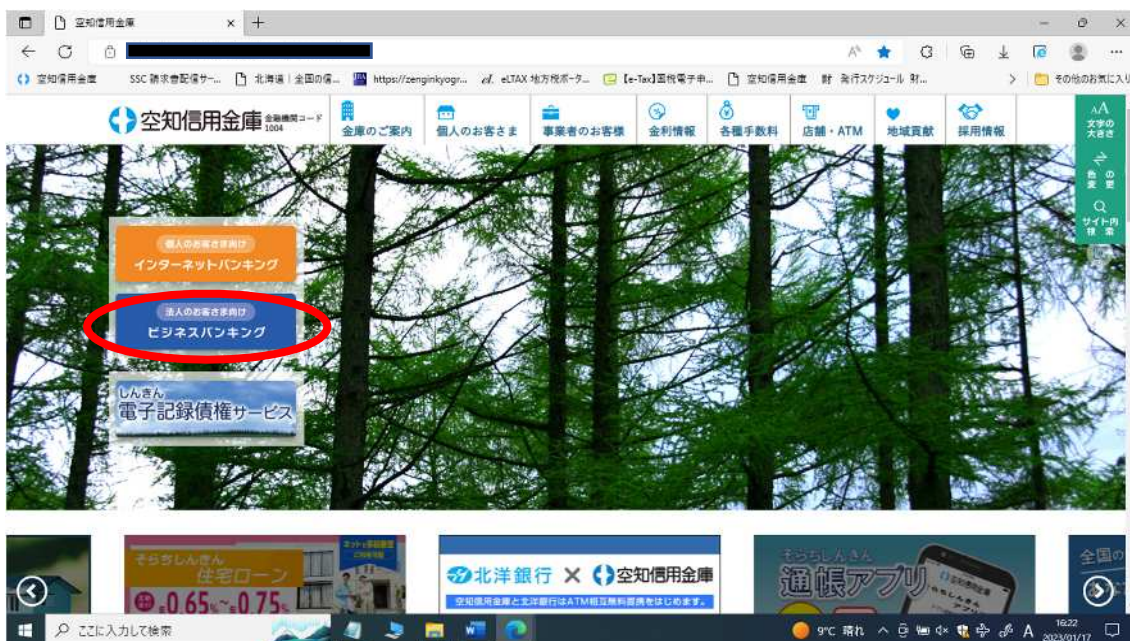 空知信用金庫
空知信用金庫
SSC 請求書配信サー...
北海道 | 全国の信...
https://zenginkyogr...
eLTAX 地方税ポータ...
【e-Tax】国税電子申...
空知信用金庫
財 発行スケジュール 財...
その他のお気に入り
空知信用金庫 金融機関コード 1004
金庫のご案内
個人のお客さま
事業者のお客様
金利情報
各種手数料
店舗・ATM
地域貢献
採用情報
AA
文字の
大きさ
色の
変更
サイト内
検索
個人のお客さま向け
インターネットバンキング
法人のお客さま向け
ビジネスバンキング
しんきん
電子記録債権サービス
そらちしんきん
住宅ローン
0.65%~ 0.75%
北洋銀行 × 空知信用金庫
空知信用金庫と北洋銀行はATM相互無料提携をはじめます。
そらちしんきん
通帳アプリ
空知信用金庫
全国の
ここに入力して検索
9°C 晴れ
A
16:22
2023/01/17